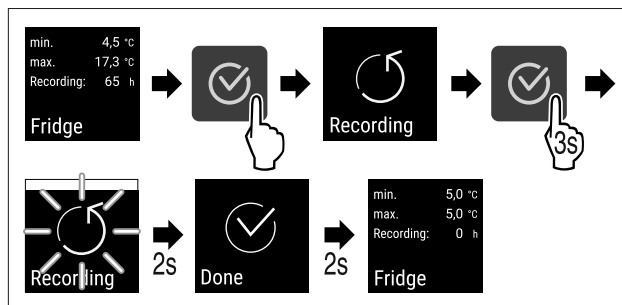 min. 4,5 °C
max. 17,3 °C
Recording: 65 h
Fridge
Recording
3s
Recording
2s
Done
2s
min. 5,0 °C
max. 5,0 °C
Recording: 0 h
Fridge